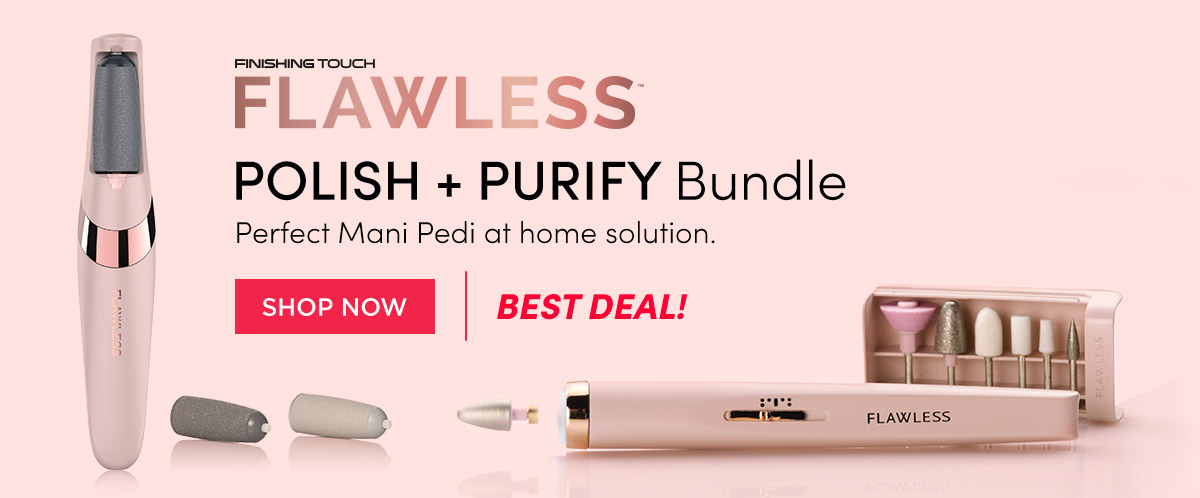 FINISHING TOUCH
FLAWLESS™
POLISH + PURIFY Bundle
Perfect Mani Pedi at home solution.
SHOP NOW
BEST DEAL!
FLAWLESS
FLAWLESS
FLAWLESS